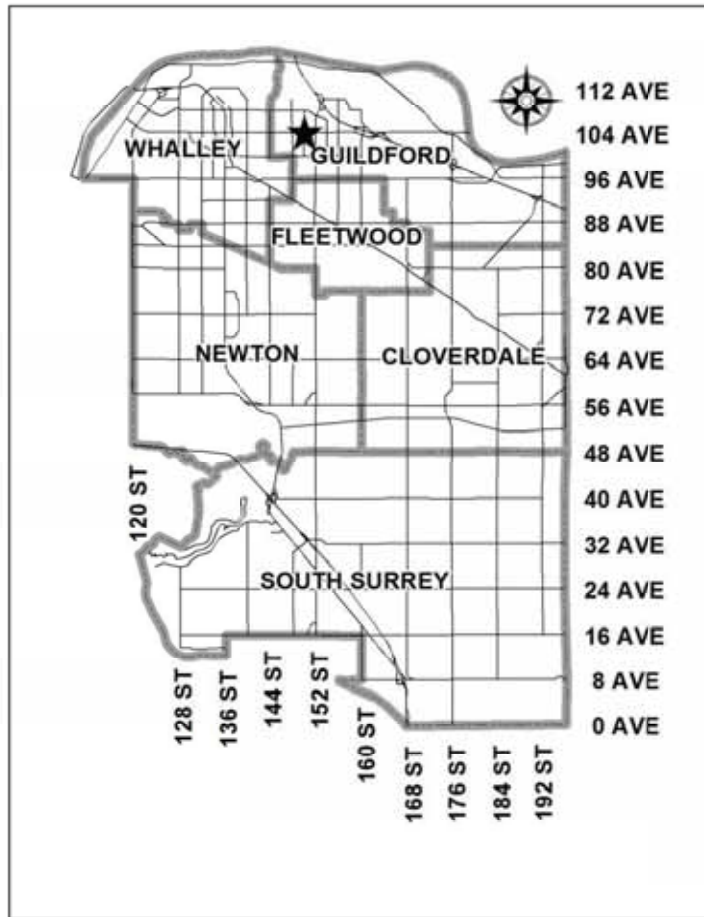 112 AVE
104 AVE
WHALLEY
GUILDFORD
96 AVE
88 AVE
FLEETWOOD
80 AVE
72 AVE
NEWTON
CLOVERDALE
64 AVE
56 AVE
48 AVE
120 ST
40 AVE
32 AVE
SOUTH SURREY
24 AVE
16 AVE
8 AVE
0 AVE
128 ST
136 ST
144 ST
152 ST
160 ST
168 ST
176 ST
184 ST
192 ST